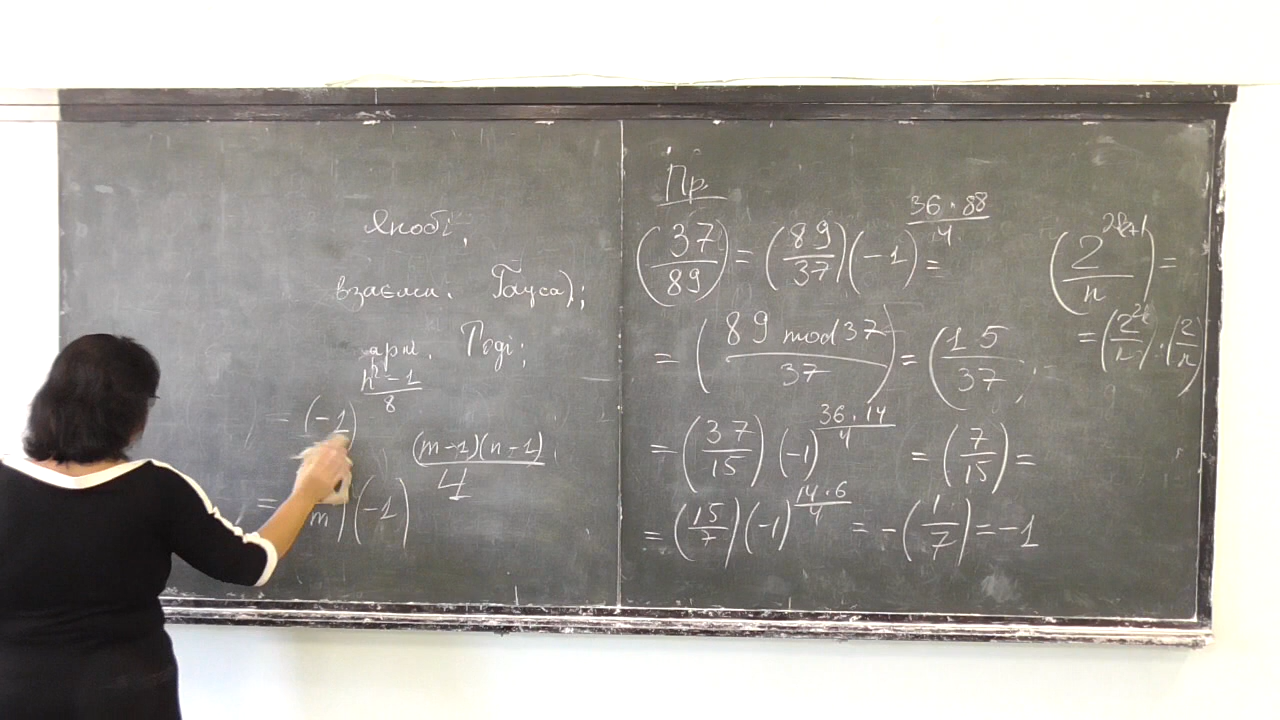 Якобі;
взаємн. Гауса);
арні. Тоді;
n²-1
8
= (-1)
(m-1)(n-1)
4
= m)(-1)
Пр
(37/89) = (89/37)(-1)^(36·88/4) =
= (89 mod 37/37) = (15/37) =
= (37/15)(-1)^(36·14/4) = (7/15) =
= (15/7)(-1)^(14·6/4) = -(1/7) = -1
(2^(2k+1)/n) =
= (2^(2k)/n)·(2/n)